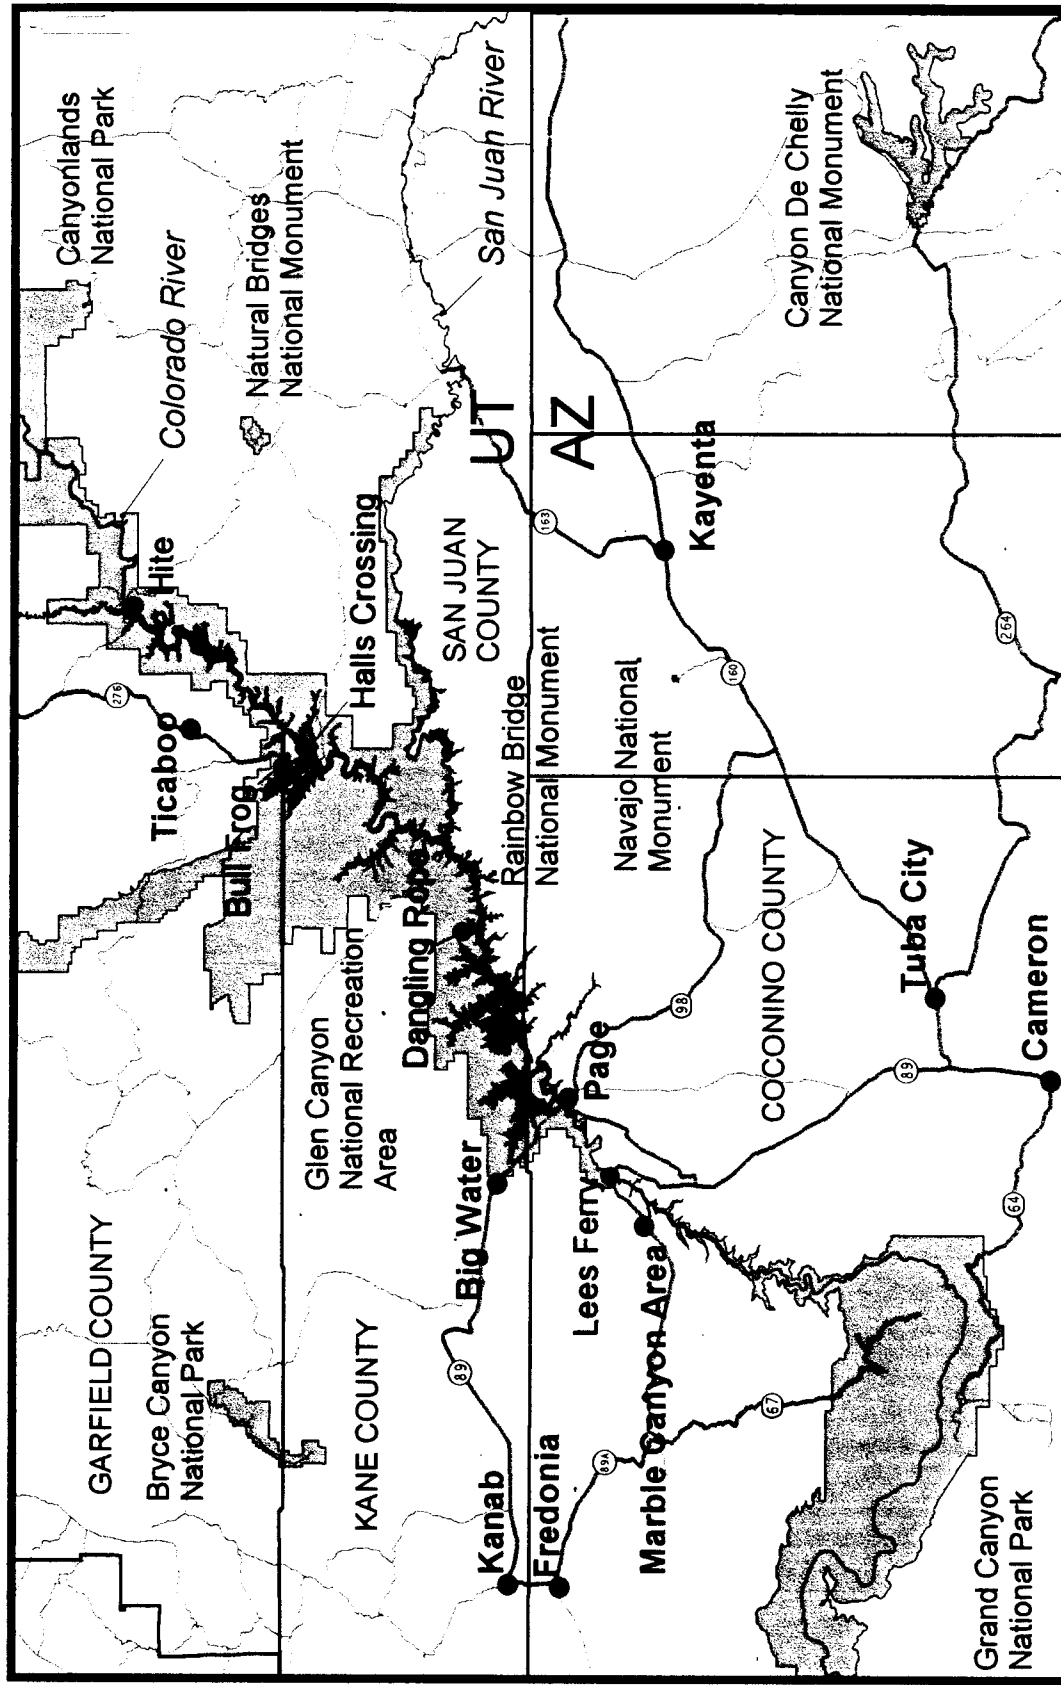 Canyonlands
National Park
Colorado River
Natural Bridges
National Monument
San Juan River
Hite
276
Ticaboo
Bull Frog
Halls Crossing
GARFIELD COUNTY
Bryce Canyon
National Park
Glen Canyon
National Recreation
Area
Dangling Rope
SAN JUAN
COUNTY
UT
AZ
KANE COUNTY
Rainbow Bridge
National Monument
Big Water
89
Kanab
Fredonia
89A
163
Kayenta
Canyon De Chelly
National Monument
Navajo National
Monument
160
Page
98
Lees Ferry
Marble Canyon Area
67
COCONINO COUNTY
Tuba City
89
264
Cameron
64
Grand Canyon
National Park